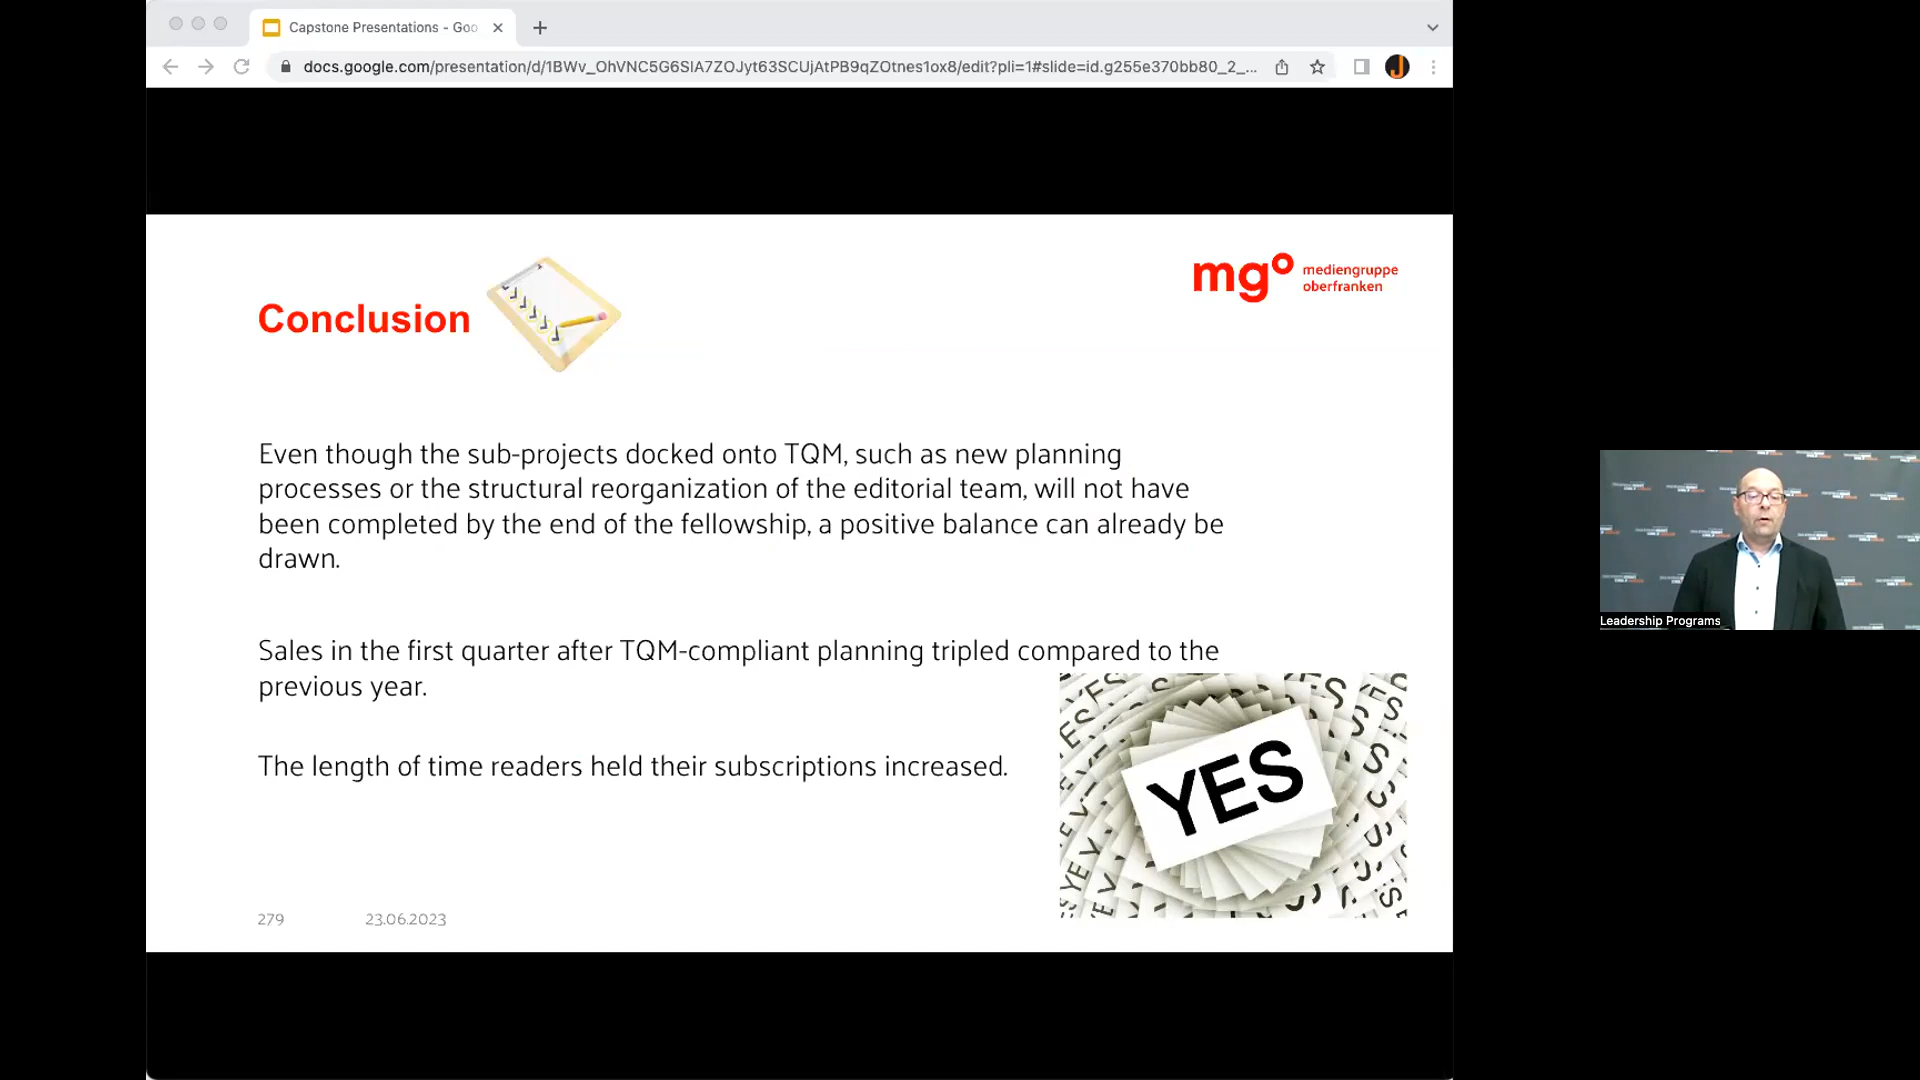 Capstone Presentations - Goo
docs.google.com/presentation/d/1BWv_OhVNC5G6SIA7ZOJyt63SCUjAtPB9qZOtnes1ox8/edit?pli=1#slide=id.g255e370bb80_2_...
mgo mediengruppe
oberfranken
Conclusion
Even though the sub-projects docked onto TQM, such as new planning
processes or the structural reorganization of the editorial team, will not have
been completed by the end of the fellowship, a positive balance can already be
drawn.
Sales in the first quarter after TQM-compliant planning tripled compared to the
previous year.
The length of time readers held their subscriptions increased.
YES
279 23.06.2023
Leadership Programs